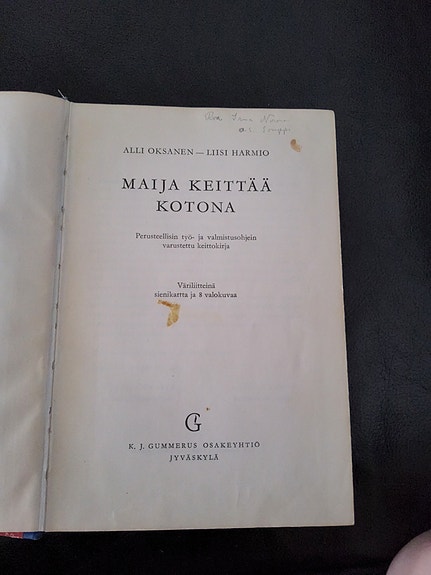 ALLI OKSANEN — LIISI HARMIO
MAIJA KEITTÄÄ
KOTONA
Perusteellisin työ- ja valmistusohjein
varustettu keittokirja
Väriliitteinä
sienikartta ja 8 valokuvaa
G
K. J. GUMMERUS OSAKEYHTIÖ
JYVÄSKYLÄ